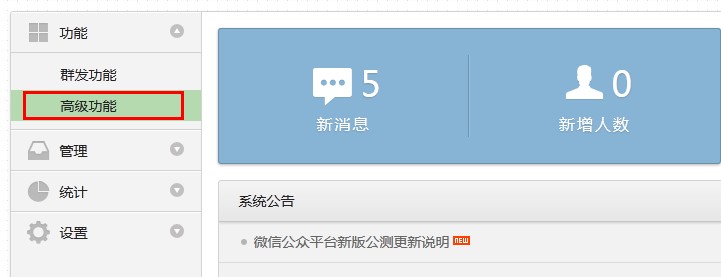 功能
群发功能
高级功能
管理
统计
设置
5
新消息
0
新增人数
系统公告
微信公众平台新版公测更新说明 NEW